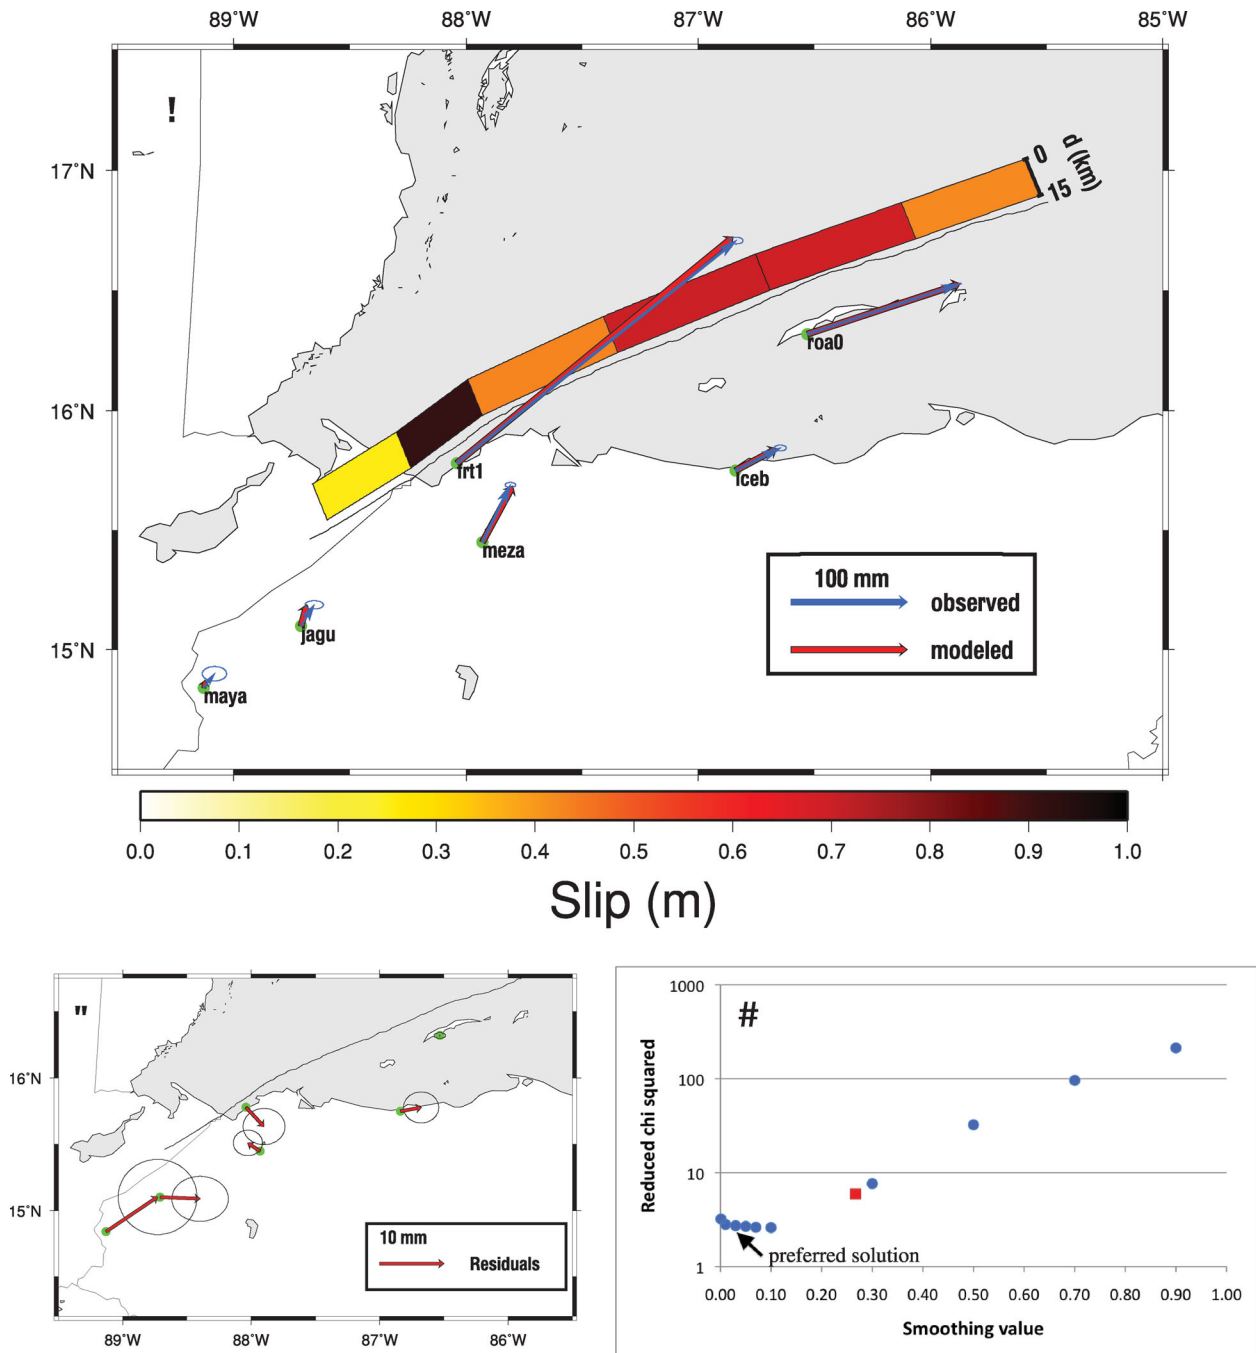 89°W 88°W 87°W 86°W 85°W
!
17°N
16°N
15°N
0
15
d (km)
roa0
frt1
iceb
meza
jagu
maya
100 mm
observed
modeled
0.0 0.1 0.2 0.3 0.4 0.5 0.6 0.7 0.8 0.9 1.0
Slip (m)
"
16°N
15°N
10 mm
Residuals
89°W 88°W 87°W 86°W
#
Reduced chi squared
1000
100
10
1
preferred solution
0.00 0.10 0.20 0.30 0.40 0.50 0.60 0.70 0.80 0.90 1.00
Smoothing value